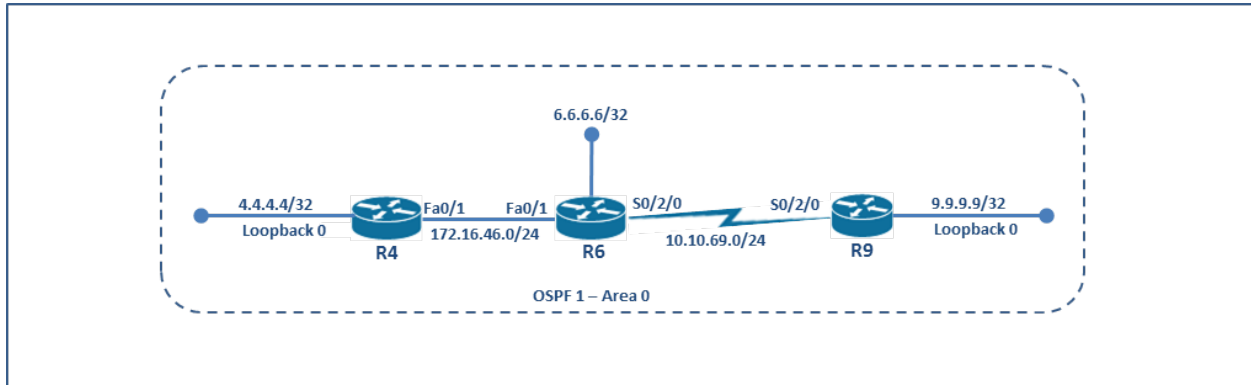 6.6.6.6/32
4.4.4.4/32
Fa0/1
Fa0/1
S0/2/0
S0/2/0
9.9.9.9/32
Loopback 0
172.16.46.0/24
10.10.69.0/24
Loopback 0
R4
R6
R9
OSPF 1 – Area 0